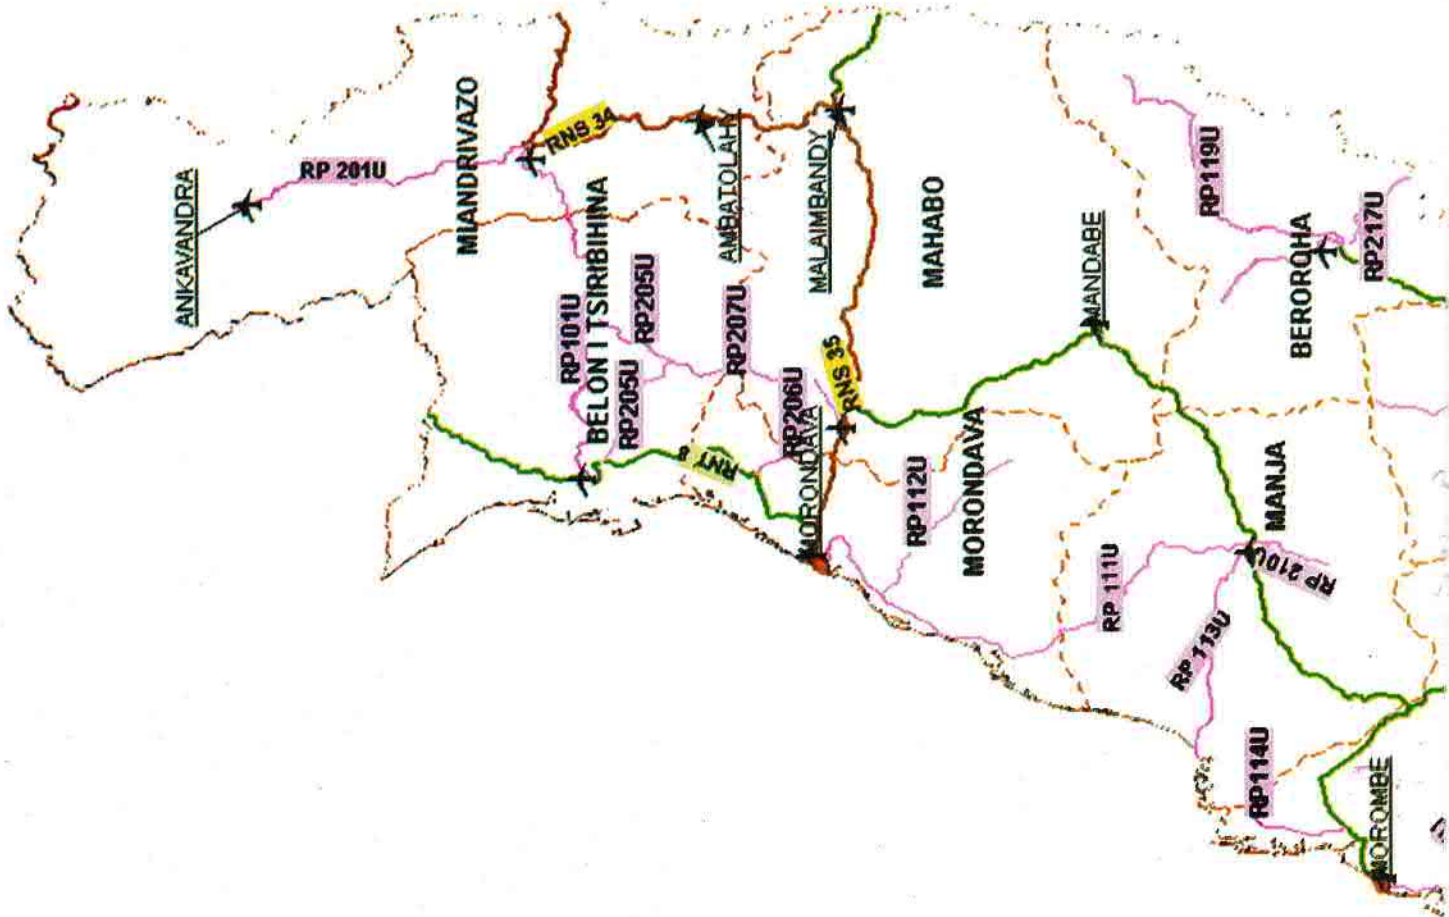 ANKAVANDRA
RP 201U
MIANDRIVAZO
RNS 34
AMBATOLAHY
MALAIMBANDY
BELON I TSIRIBIHINA
RP101U
RP205U
RP205U
RP207U
RP206U
RNT 8
MORONDAVA
RNS 35
MAHABO
MANDABE
RP119U
BEROROHA
RP217U
RP112U
MORONDAVA
RP 111U
MANJA
RP 210U
RP 113U
RP114U
MOROMBE